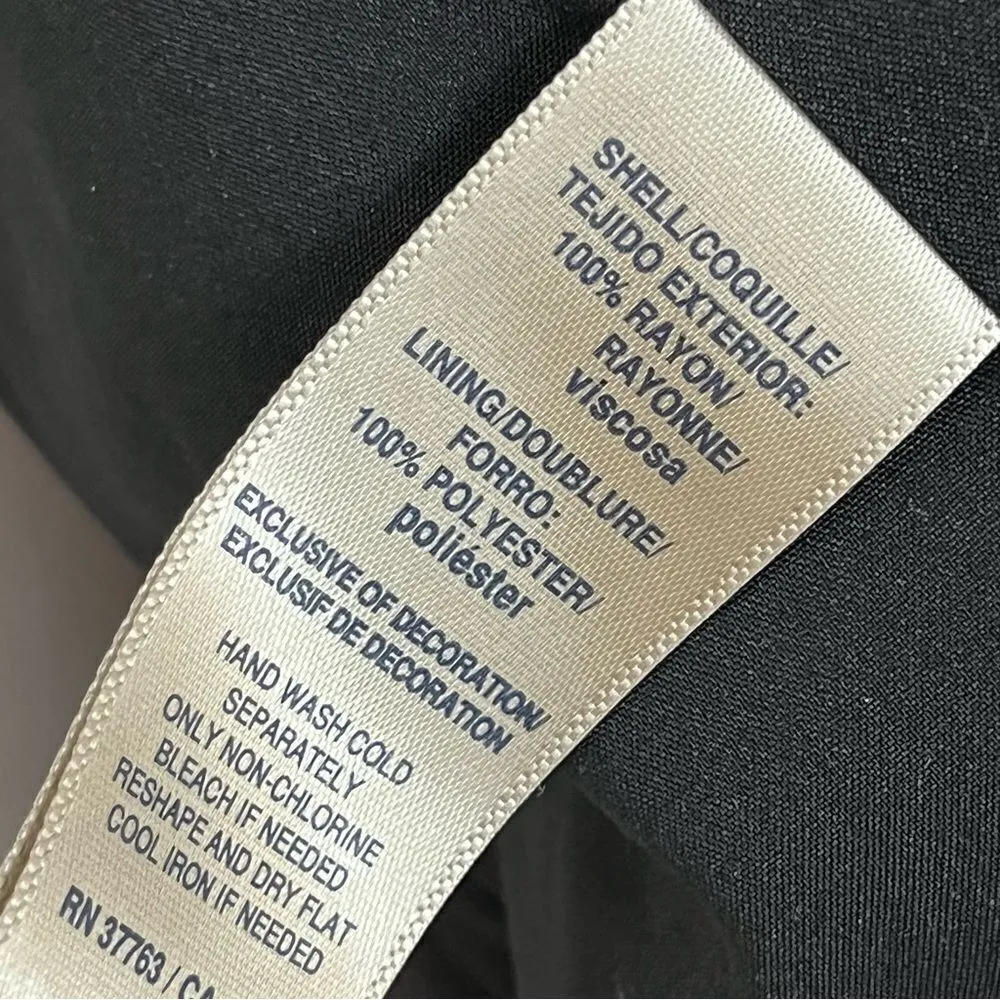 SHELL/COQUILLE/
TEJIDO EXTERIOR:
100% RAYON/
RAYONNE/
viscosa
LINING/DOUBLURE/
FORRO:
100% POLYESTER/
poliéster
EXCLUSIVE OF DECORATION/
EXCLUSIF DE DECORATION
HAND WASH COLD
SEPARATELY
ONLY NON-CHLORINE
BLEACH IF NEEDED
RESHAPE AND DRY FLAT
COOL IRON IF NEEDED
RN 37763 / CA